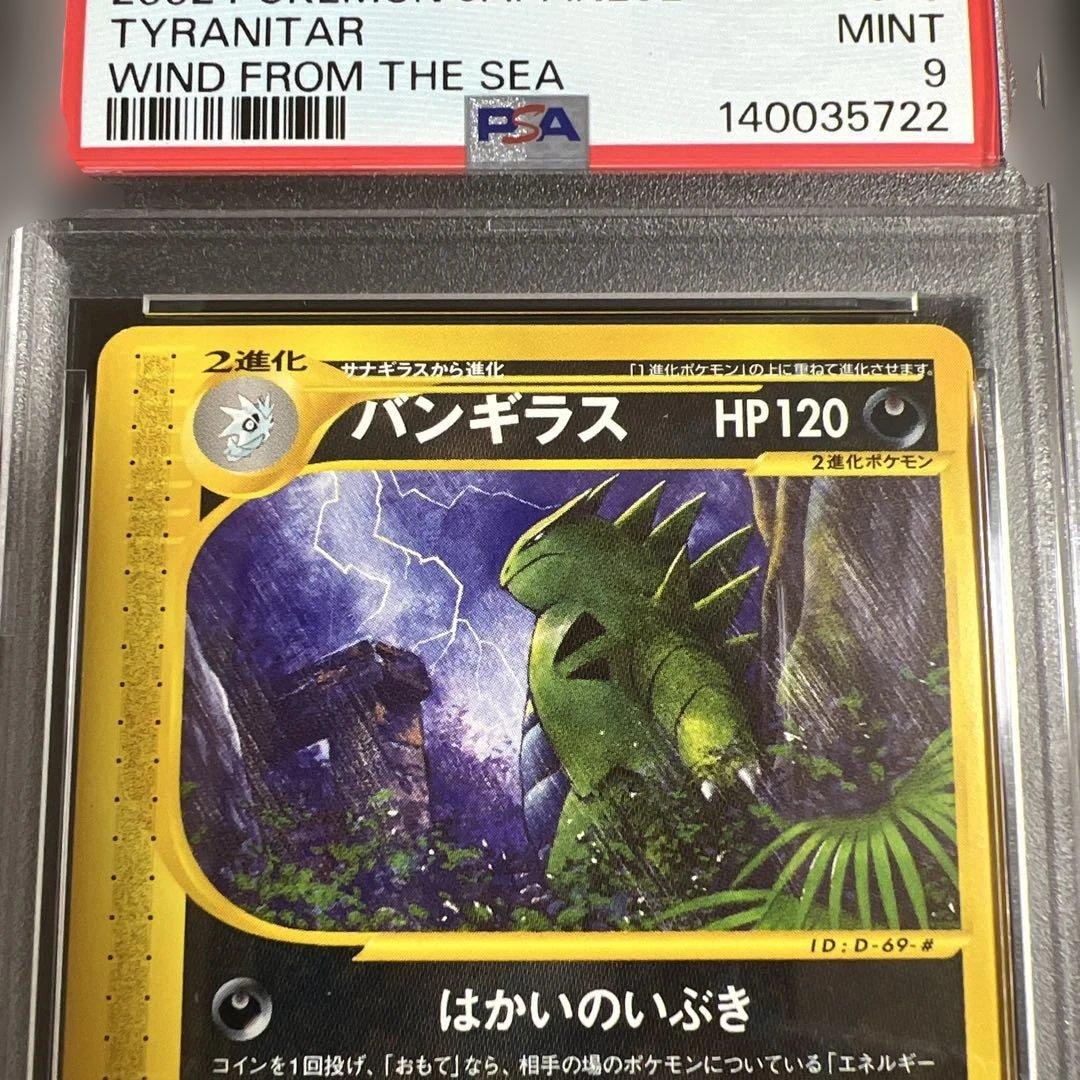 2002 POKEMON JAPANESE
TYRANITAR MINT
WIND FROM THE SEA 9
PSA 140035722
2進化 サナギラスから進化 「1進化ポケモン」の上に重ねて進化させます。
バンギラス HP120
2進化ポケモン
ID:D-69-#
はかいのいぶき
コインを1回投げ、「おもて」なら、相手の場のポケモンについている「エネルギー